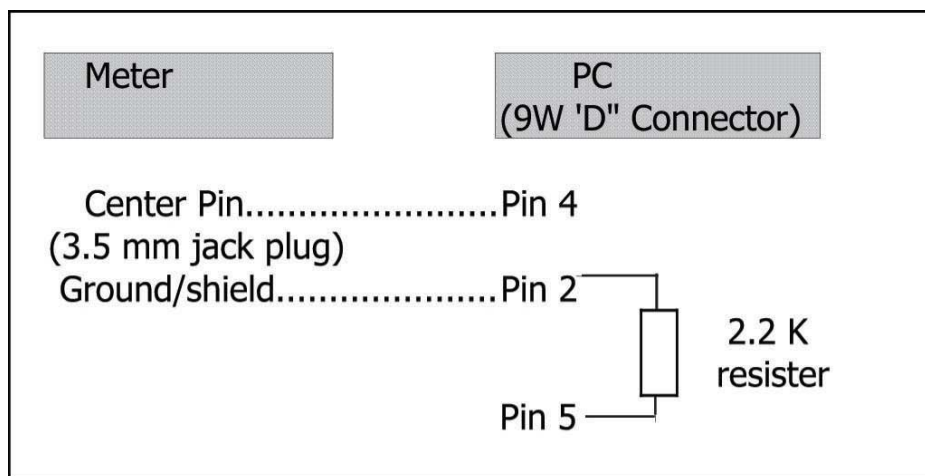 Meter
PC
(9W 'D" Connector)
Center Pin........................Pin 4
(3.5 mm jack plug)
Ground/shield.....................Pin 2
2.2 K
resister
Pin 5